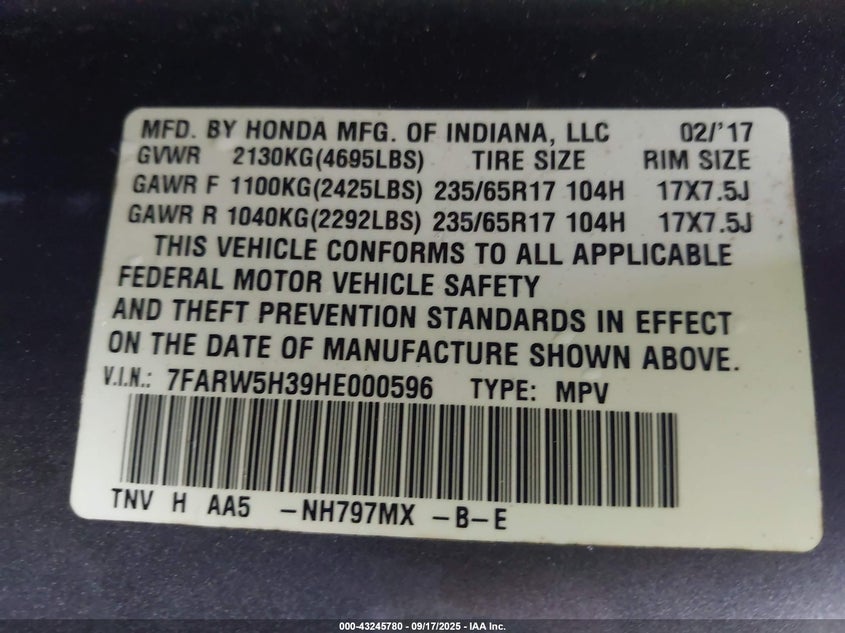 MFD. BY HONDA MFG. OF INDIANA, LLC 02/'17
GVWR 2130KG(4695LBS) TIRE SIZE RIM SIZE
GAWR F 1100KG(2425LBS) 235/65R17 104H 17X7.5J
GAWR R 1040KG(2292LBS) 235/65R17 104H 17X7.5J
THIS VEHICLE CONFORMS TO ALL APPLICABLE
FEDERAL MOTOR VEHICLE SAFETY
AND THEFT PREVENTION STANDARDS IN EFFECT
ON THE DATE OF MANUFACTURE SHOWN ABOVE.
V.I.N.: 7FARW5H39HE000596 TYPE: MPV
TNV H AA5 -NH797MX -B-E
000-43245780 - 09/17/2025 - IAA Inc.